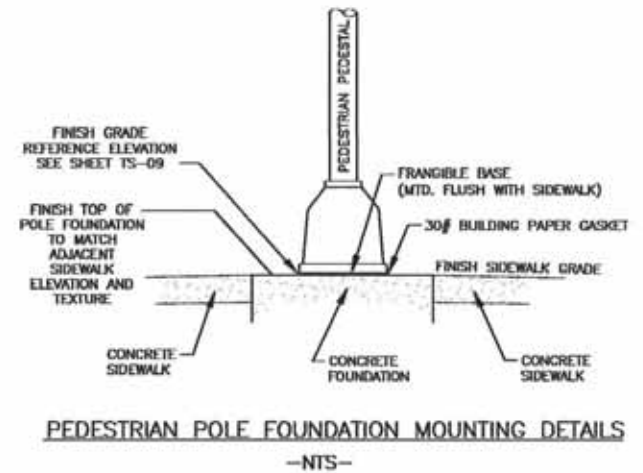 PEDESTRIAN PEDESTAL
FINISH GRADE
REFERENCE ELEVATION
SEE SHEET TS-09
FINISH TOP OF
POLE FOUNDATION
TO MATCH
ADJACENT
SIDEWALK
ELEVATION AND
TEXTURE
FRANGIBLE BASE
(MTD. FLUSH WITH SIDEWALK)
30# BUILDING PAPER GASKET
FINISH SIDEWALK GRADE
CONCRETE
SIDEWALK
CONCRETE
FOUNDATION
CONCRETE
SIDEWALK
PEDESTRIAN POLE FOUNDATION MOUNTING DETAILS
-NTS-